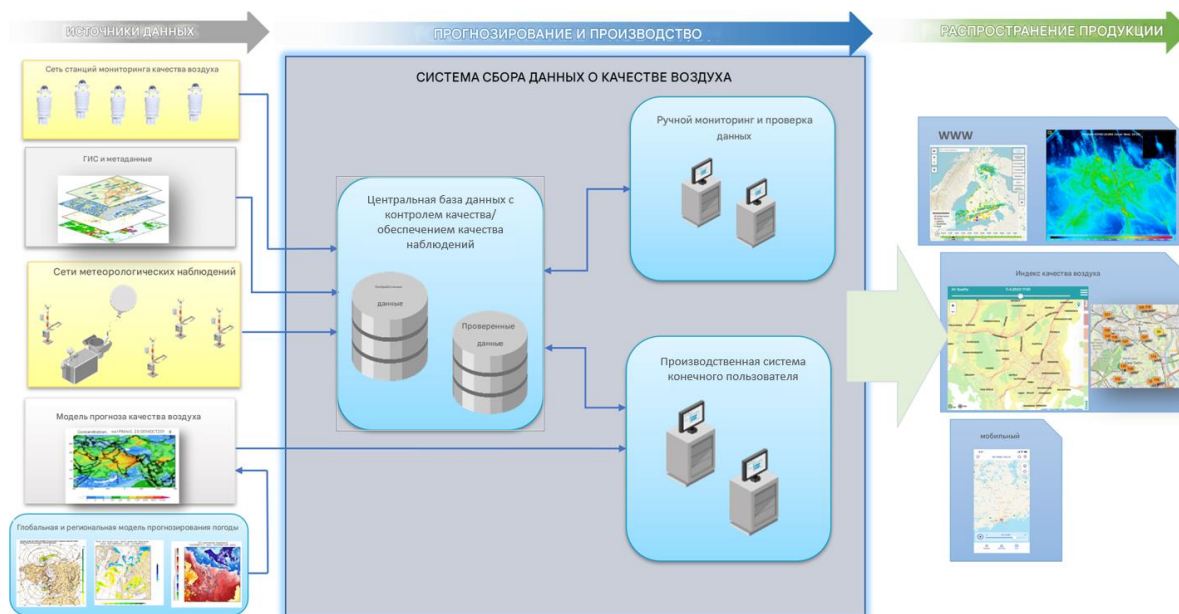 ИСТОЧНИКИ ДАННЫХ
ПРОГНОЗИРОВАНИЕ И ПРОИЗВОДСТВО
РАСПРОСТРАНЕНИЕ ПРОДУКЦИИ
Сеть станций мониторинга качества воздуха
ГИС и метаданные
Сети метеорологических наблюдений
Модель прогноза качества воздуха
Глобальная и региональная модель прогнозирования погоды
СИСТЕМА СБОРА ДАННЫХ О КАЧЕСТВЕ ВОЗДУХА
Центральная база данных с
контролем качества/
обеспечением качества
наблюдений
данные
Проверенные
данные
Ручной мониторинг и проверка
данных
Производственная система
конечного пользователя
WWW
Индекс качества воздуха
Air Quality
мобильный